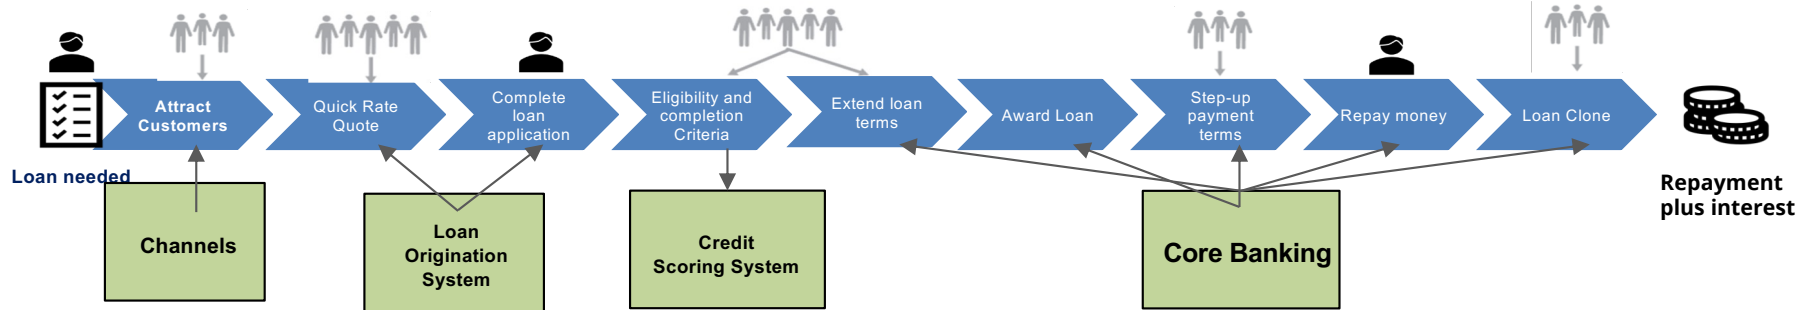 Attract
Customers
Quick Rate
Quote
Complete
loan
application
Eligibility and
completion
Criteria
Extend loan
terms
Award Loan
Step-up
payment
terms
Repay money
Loan Clone
Loan needed
Repayment
plus interest
Channels
Loan
Origination
System
Credit
Scoring System
Core Banking